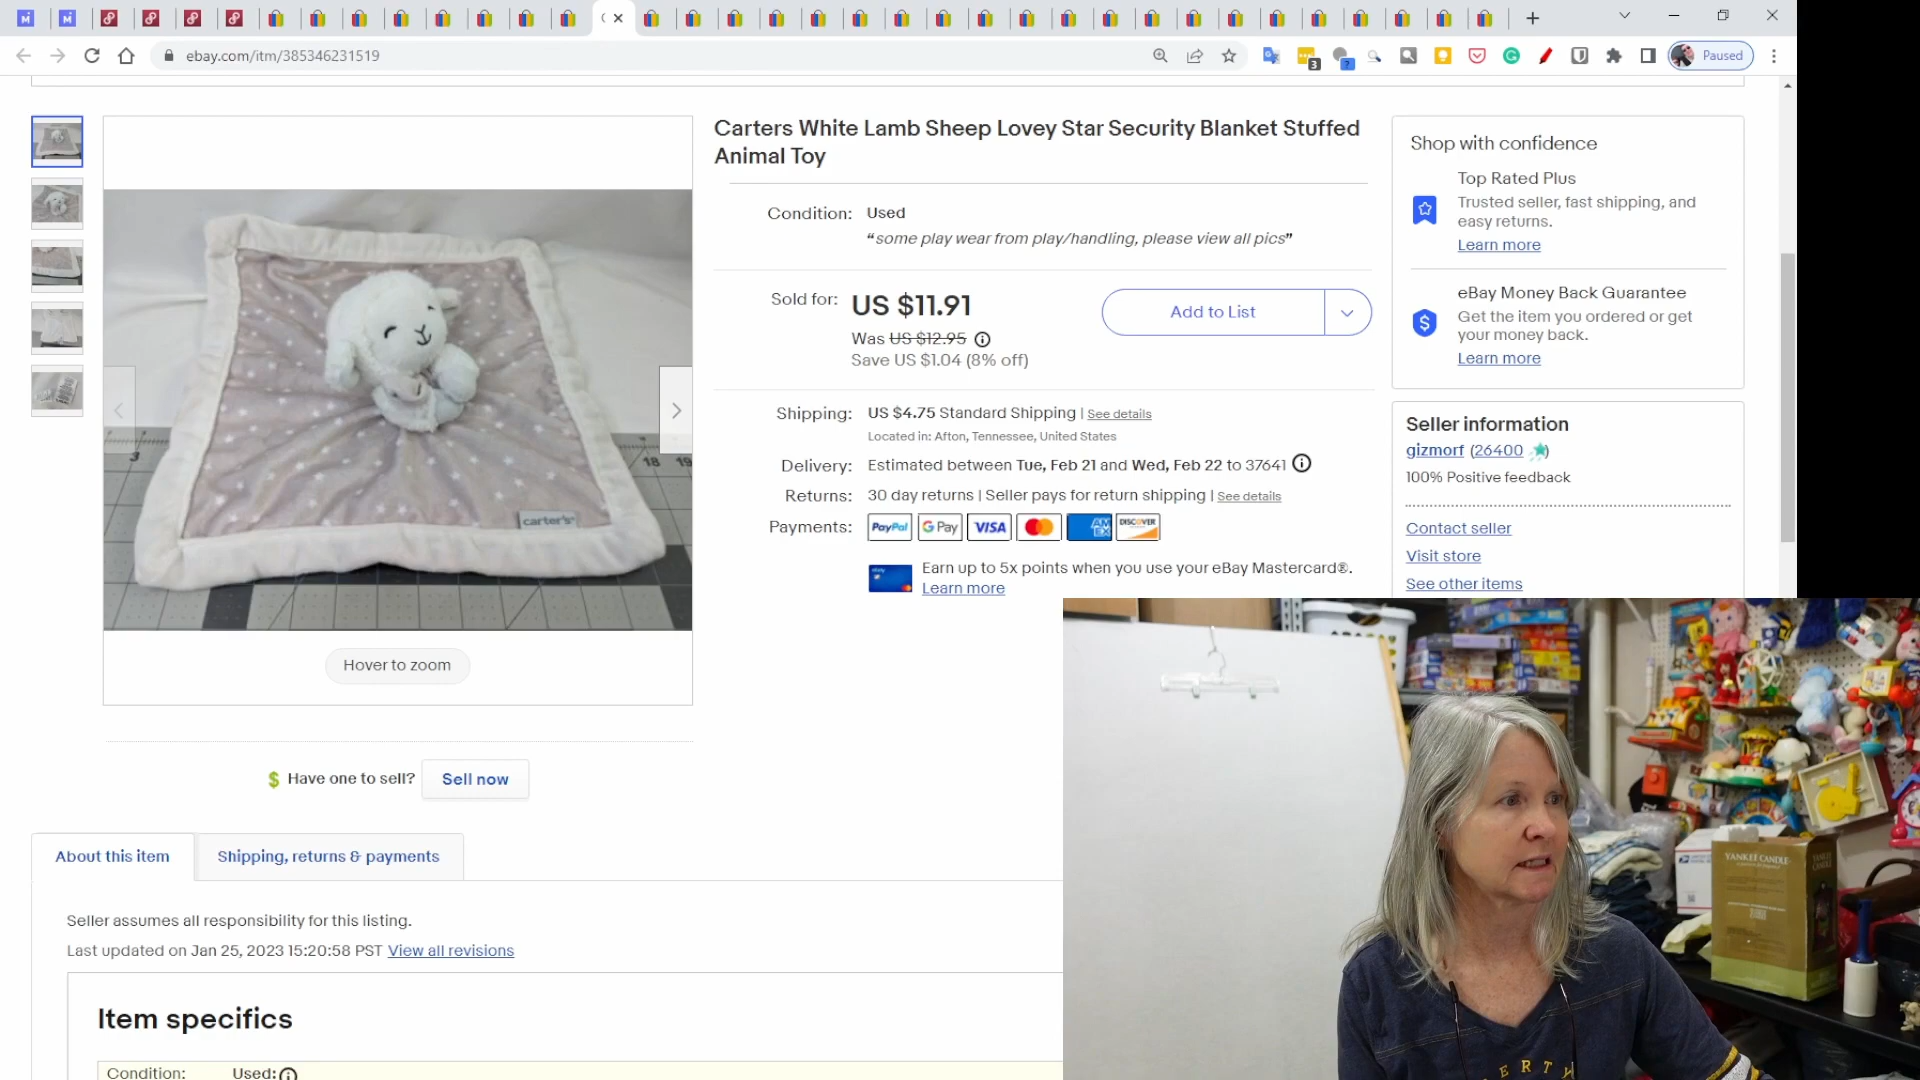 ebay.com/itm/385346231519
3
?
Paused
Carters White Lamb Sheep Lovey Star Security Blanket Stuffed
Animal Toy
Condition: Used
“some play wear from play/handling, please view all pics”
Sold for: US $11.91
Add to List
Was US $12.95
Save US $1.04 (8% off)
Shipping: US $4.75 Standard Shipping | See details
Located in: Afton, Tennessee, United States
Delivery: Estimated between Tue, Feb 21 and Wed, Feb 22 to 37641
Returns: 30 day returns | Seller pays for return shipping | See details
Payments: PayPal G Pay VISA AMEX DISCOVER
Earn up to 5x points when you use your eBay Mastercard®.
Learn more
Shop with confidence
Top Rated Plus
Trusted seller, fast shipping, and
easy returns.
Learn more
eBay Money Back Guarantee
Get the item you ordered or get
your money back.
Learn more
Seller information
gizmorf (26400)
100% Positive feedback
Contact seller
Visit store
See other items
3
18
19
carter's
Hover to zoom
Have one to sell? Sell now
About this item
Shipping, returns & payments
Seller assumes all responsibility for this listing.
Last updated on Jan 25, 2023 15:20:58 PST View all revisions
Item specifics
Condition: Used:
YANKEE CANDLE
ERTY